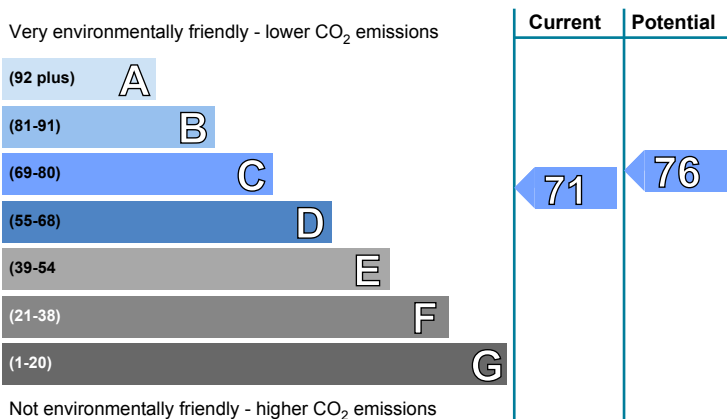 Very environmentally friendly - lower CO2 emissions
Current
Potential
(92 plus) A
(81-91) B
(69-80) C
(55-68) D
(39-54 E
(21-38) F
(1-20) G
71
76
Not environmentally friendly - higher CO2 emissions